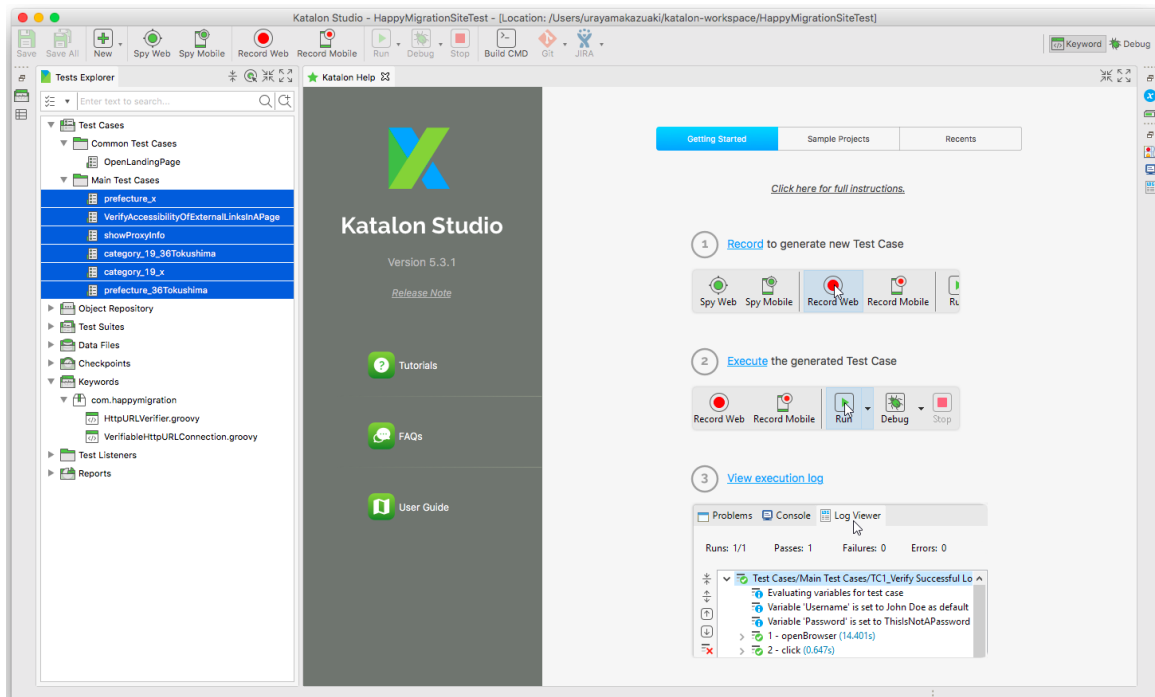 Katalon Studio - HappyMigrationSiteTest - [Location: /Users/urayamakazuaki/katalon-workspace/HappyMigrationSiteTest]
Save Save All New Spy Web Spy Mobile Record Web Record Mobile Run Debug Stop Build CMD Git JIRA
Keyword Debug
Tests Explorer
Enter text to search...
Test Cases
Common Test Cases
OpenLandingPage
Main Test Cases
prefecture_x
VerifyAccessibilityOfExternalLinksInAPage
showProxyInfo
category_19_36Tokushima
category_19_x
prefecture_36Tokushima
Object Repository
Test Suites
Data Files
Checkpoints
Keywords
com.happymigration
HttpURLVerifier.groovy
VerifiableHttpURLConnection.groovy
Test Listeners
Reports
Katalon Help
Katalon Studio
Version 5.3.1
Release Note
Tutorials
FAQs
User Guide
Getting Started Sample Projects Recents
Click here for full instructions.
1 Record to generate new Test Case
Spy Web Spy Mobile Record Web Record Mobile Ru
2 Execute the generated Test Case
Record Web Record Mobile Run Debug Stop
3 View execution log
Problems Console Log Viewer
Runs: 1/1 Passes: 1 Failures: 0 Errors: 0
Test Cases/Main Test Cases/TC1_Verify Successful Lo
Evaluating variables for test case
Variable 'Username' is set to John Doe as default
Variable 'Password' is set to ThisIsNotAPassword
1 - openBrowser (14.401s)
2 - click (0.647s)